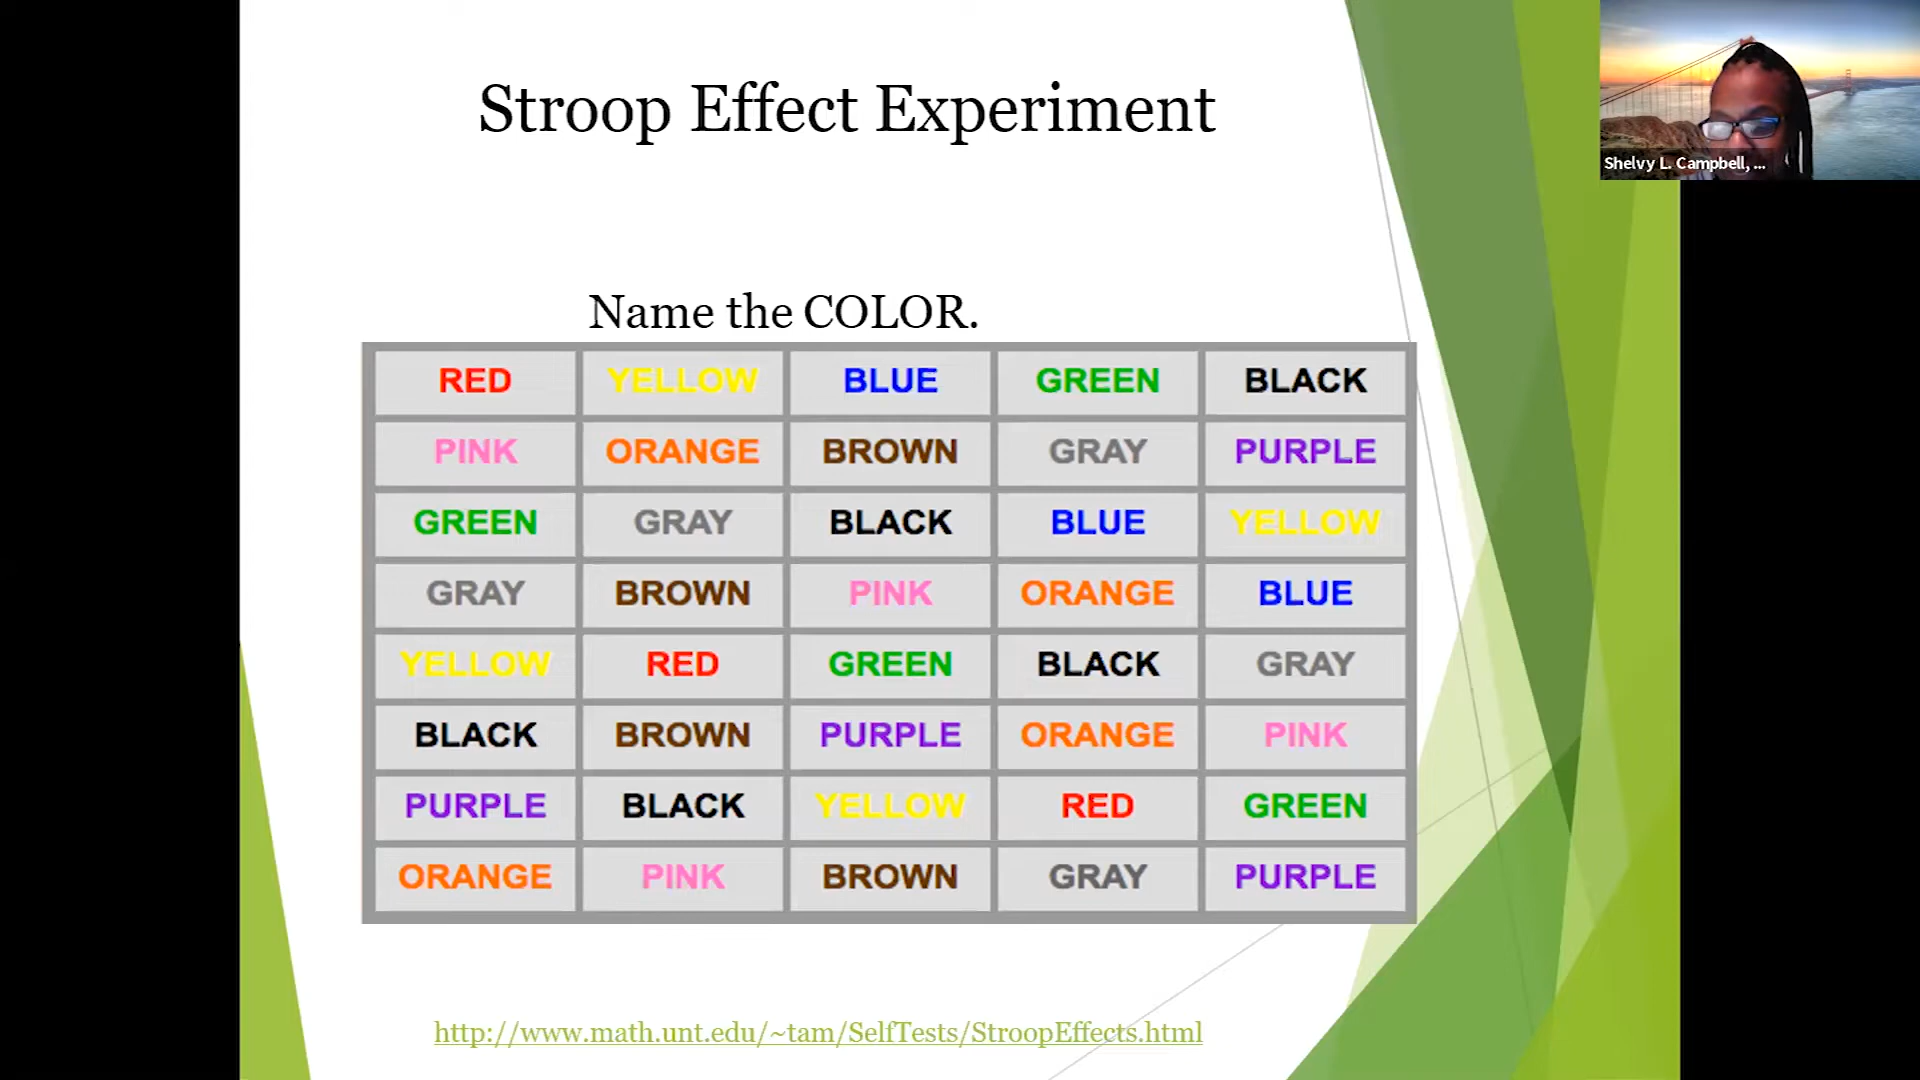 Stroop Effect Experiment
Shelvy L. Campbell, ...
Name the COLOR.
RED YELLOW BLUE GREEN BLACK
PINK ORANGE BROWN GRAY PURPLE
GREEN GRAY BLACK BLUE YELLOW
GRAY BROWN PINK ORANGE BLUE
YELLOW RED GREEN BLACK GRAY
BLACK BROWN PURPLE ORANGE PINK
PURPLE BLACK YELLOW RED GREEN
ORANGE PINK BROWN GRAY PURPLE
http://www.math.unt.edu/~tam/SelfTests/StroopEffects.html